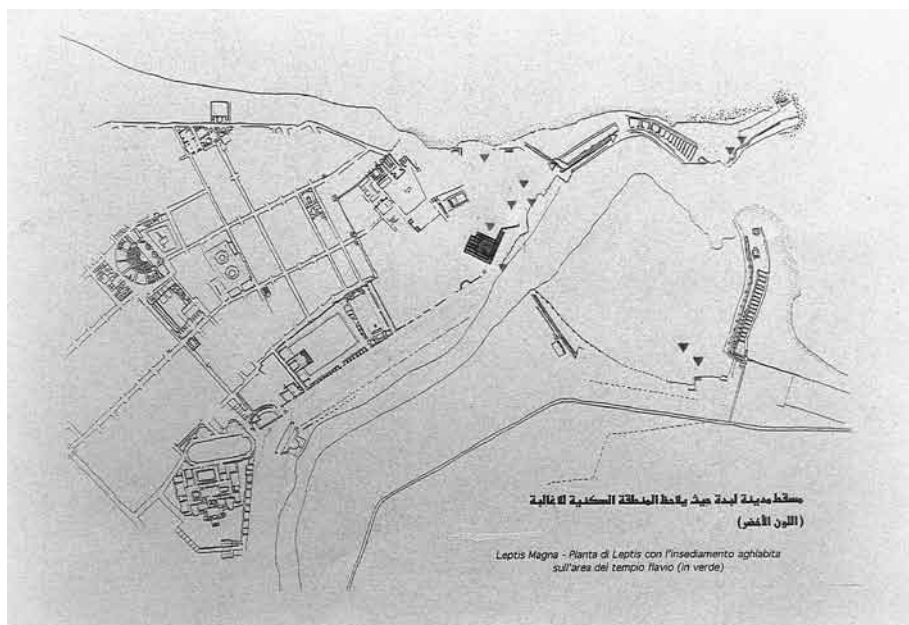 مسقط مدينة لبدة حيث يلاحظ المنطقة السكنية للاغالبة
(اللون الأخضر)
Leptis Magna - Pianta di Leptis con l'insediamento aghlabita
sull'area del tempio flavio (in verde)